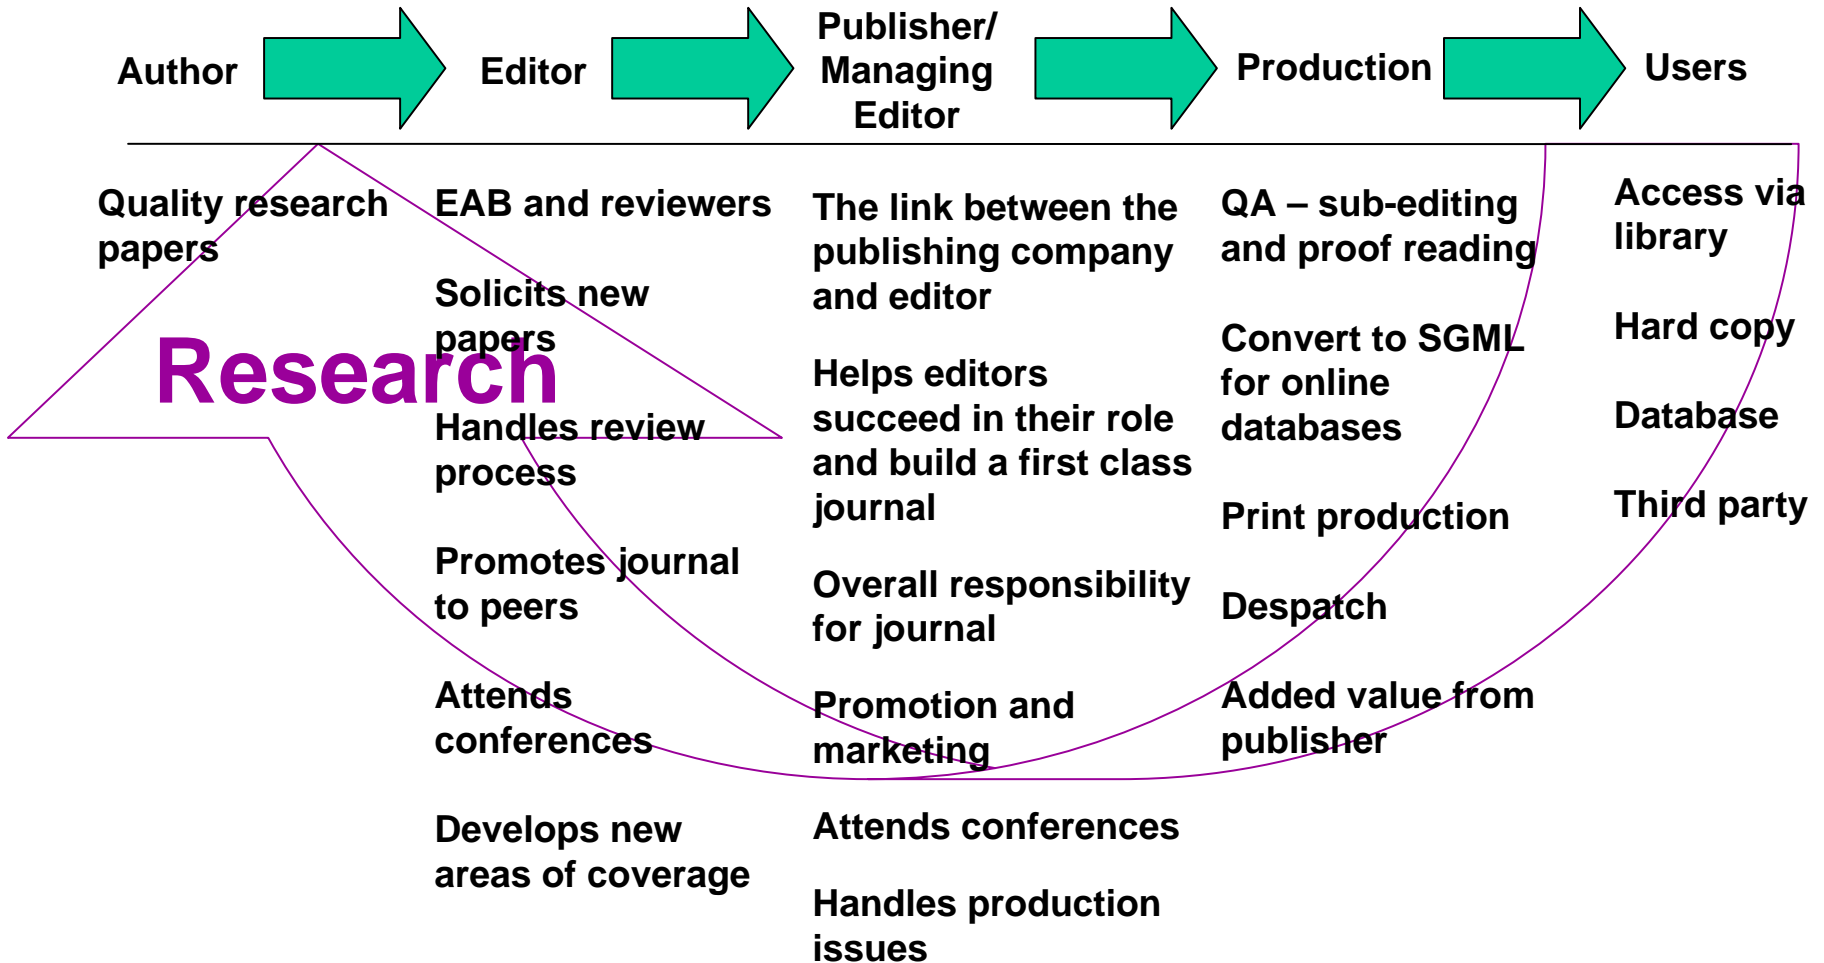 Author
Editor
Publisher/
Managing
Editor
Production
Users
Quality research
papers
Research
EAB and reviewers
Solicits new
papers
Handles review
process
Promotes journal
to peers
Attends
conferences
Develops new
areas of coverage
The link between the
publishing company
and editor
Helps editors
succeed in their role
and build a first class
journal
Overall responsibility
for journal
Promotion and
marketing
Attends conferences
Handles production
issues
QA – sub-editing
and proof reading
Convert to SGML
for online
databases
Print production
Despatch
Added value from
publisher
Access via
library
Hard copy
Database
Third party